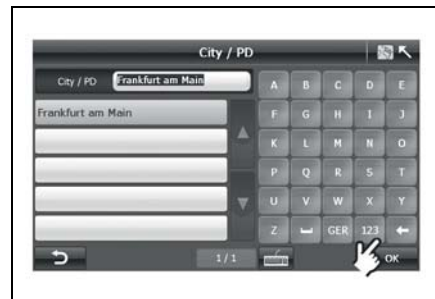 City / PD
City / PD Frankfurt am Main
A B C D E
Frankfurt am Main
F G H I J
K L M N O
P Q R S T
U V W X Y
Z GER 123
1/1
OK